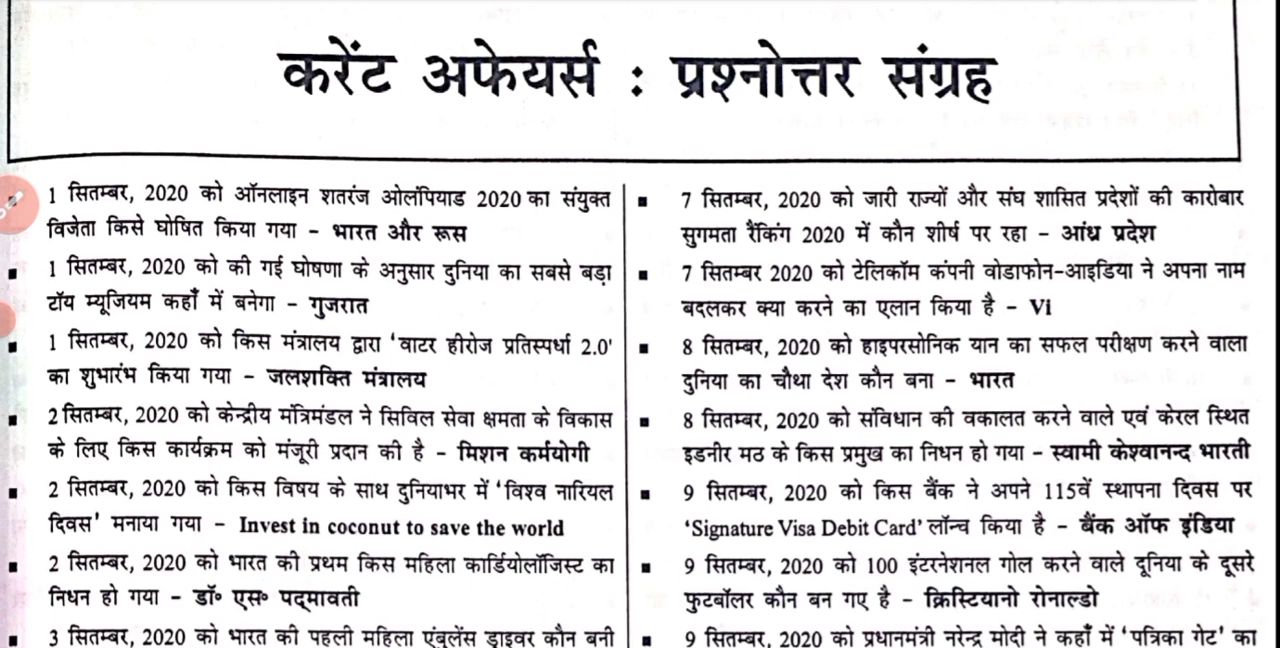 करेंट अफेयर्स : प्रश्नोत्तर संग्रह
1 सितम्बर, 2020 को ऑनलाइन शतरंज ओलंपियाड 2020 का संयुक्त
विजेता किसे घोषित किया गया – भारत और रूस
1 सितम्बर, 2020 को की गई घोषणा के अनुसार दुनिया का सबसे बड़ा
टॉय म्यूजियम कहाँ में बनेगा – गुजरात
1 सितम्बर, 2020 को किस मंत्रालय द्वारा 'वाटर हीरोज प्रतिस्पर्धा 2.0'
का शुभारंभ किया गया – जलशक्ति मंत्रालय
2 सितम्बर, 2020 को केन्द्रीय मंत्रिमंडल ने सिविल सेवा क्षमता के विकास
के लिए किस कार्यक्रम को मंजूरी प्रदान की है – मिशन कर्मयोगी
2 सितम्बर, 2020 को किस विषय के साथ दुनियाभर में 'विश्व नारियल
दिवस' मनाया गया – Invest in coconut to save the world
2 सितम्बर, 2020 को भारत की प्रथम किस महिला कार्डियोलॉजिस्ट का
निधन हो गया – डॉ॰ एस॰ पद्मावती
3 सितम्बर, 2020 को भारत की पहली महिला एंबुलेंस ड्राइवर कौन बनी
7 सितम्बर, 2020 को जारी राज्यों और संघ शासित प्रदेशों की कारोबार
सुगमता रैंकिंग 2020 में कौन शीर्ष पर रहा – आंध्र प्रदेश
7 सितम्बर 2020 को टेलिकॉम कंपनी वोडाफोन-आइडिया ने अपना नाम
बदलकर क्या करने का एलान किया है – Vi
8 सितम्बर, 2020 को हाइपरसोनिक यान का सफल परीक्षण करने वाला
दुनिया का चौथा देश कौन बना – भारत
8 सितम्बर, 2020 को संविधान की वकालत करने वाले एवं केरल स्थित
इडनीर मठ के किस प्रमुख का निधन हो गया – स्वामी केश्वानन्द भारती
9 सितम्बर, 2020 को किस बैंक ने अपने 115वें स्थापना दिवस पर
'Signature Visa Debit Card' लॉन्च किया है – बैंक ऑफ इंडिया
9 सितम्बर, 2020 को 100 इंटरनेशनल गोल करने वाले दूनिया के दूसरे
फुटबॉलर कौन बन गए है – क्रिस्टियानो रोनाल्डो
9 सितम्बर, 2020 को प्रधानमंत्री नरेन्द्र मोदी ने कहाँ में 'पत्रिका गेट' का